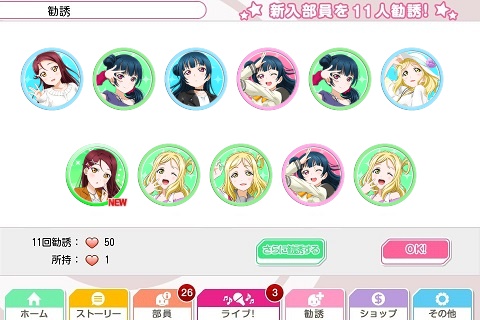 勧誘
新入部員を11人勧誘!
NEW
11回勧誘: 50
所持: 1
さらに勧誘する
OK!
26
3
ホーム
ストーリー
部員
ライブ!
勧誘
ショップ
その他